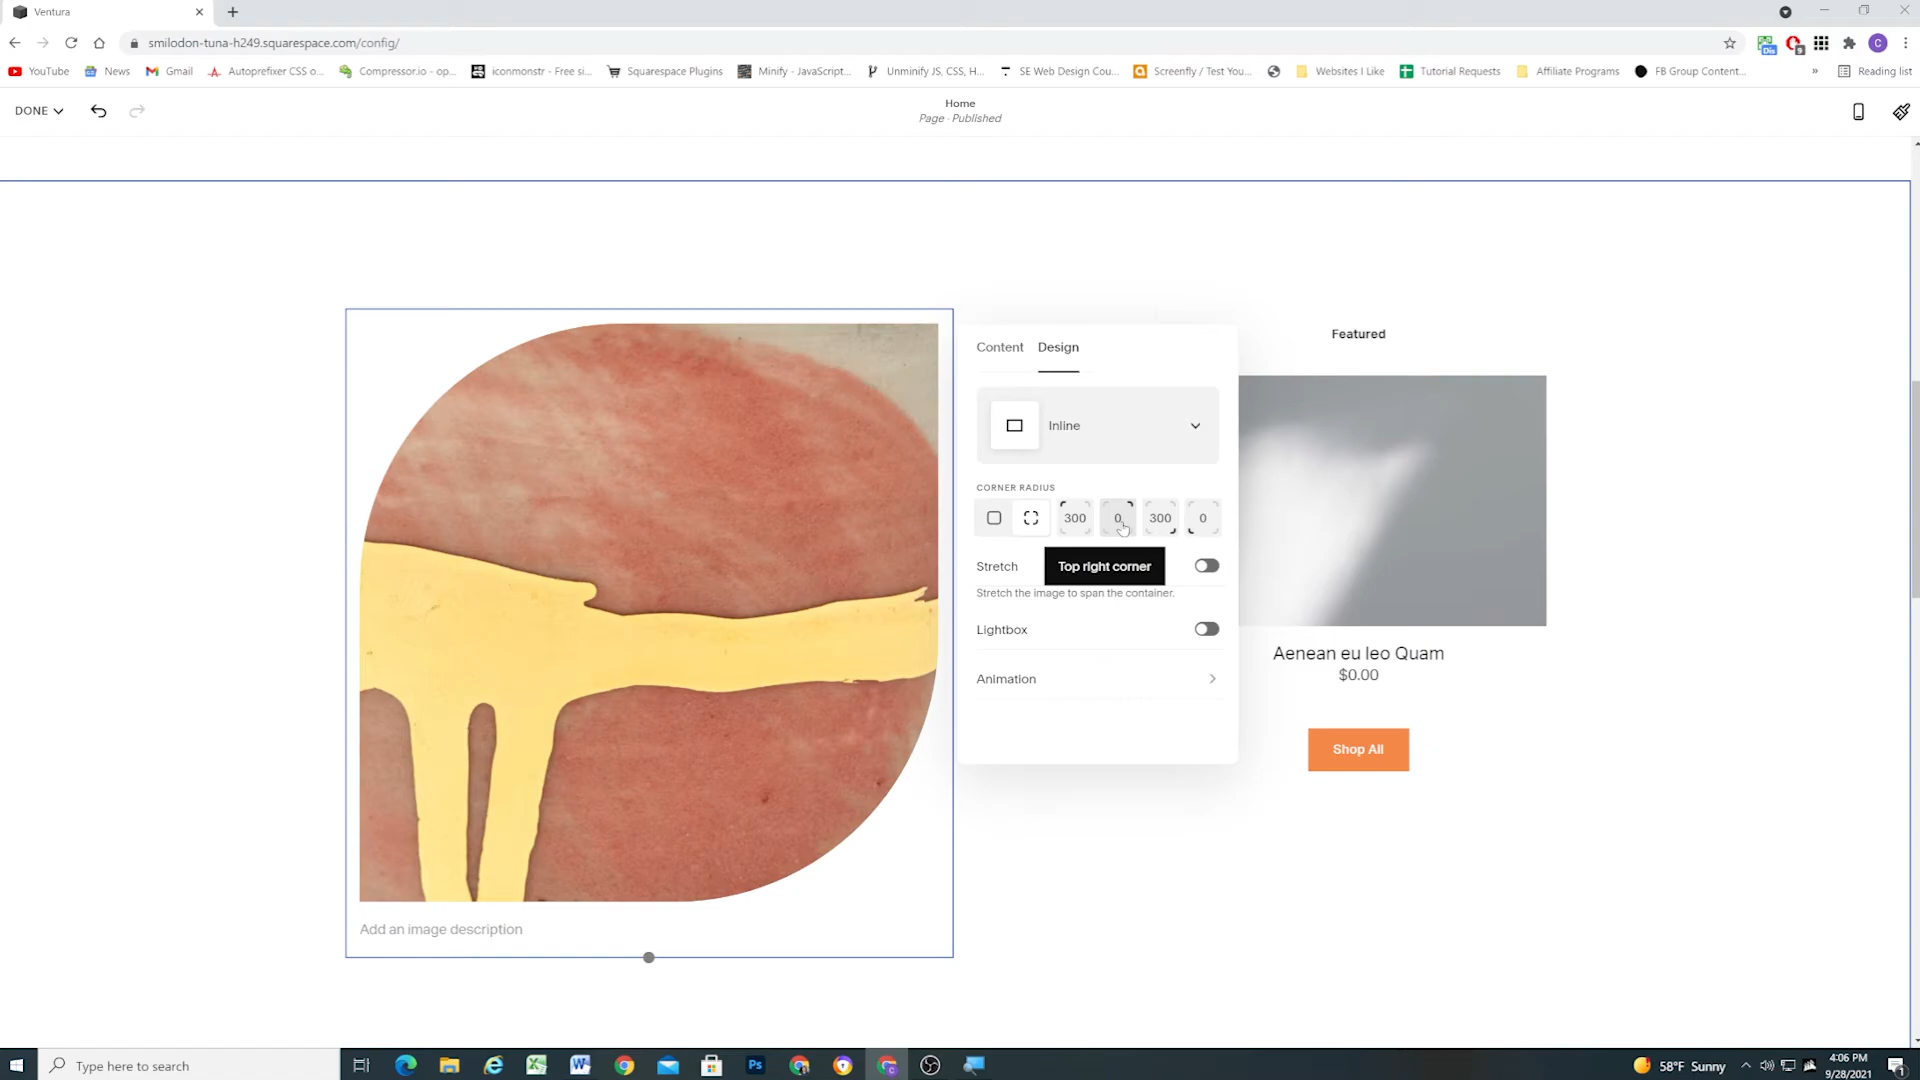 Ventura
smilodon-tuna-h249.squarespace.com/config/
YouTube
News
Gmail
Autoprefixer CSS o...
Compressor.io - op...
iconmonstr - Free si...
Squarespace Plugins
Minify - JavaScript...
Unminify JS, CSS, H...
SE Web Design Cou...
Screenfly / Test You...
Websites I Like
Tutorial Requests
Affiliate Programs
FB Group Content...
»
Reading list
DONE
Home
Page · Published
Content
Design
Inline
CORNER RADIUS
300
0
300
0
Stretch
Top right corner
Stretch the image to span the container.
Lightbox
Animation
Featured
Aenean eu leo Quam
$0.00
Shop All
Add an image description
Type here to search
58°F Sunny
4:06 PM
9/28/2021